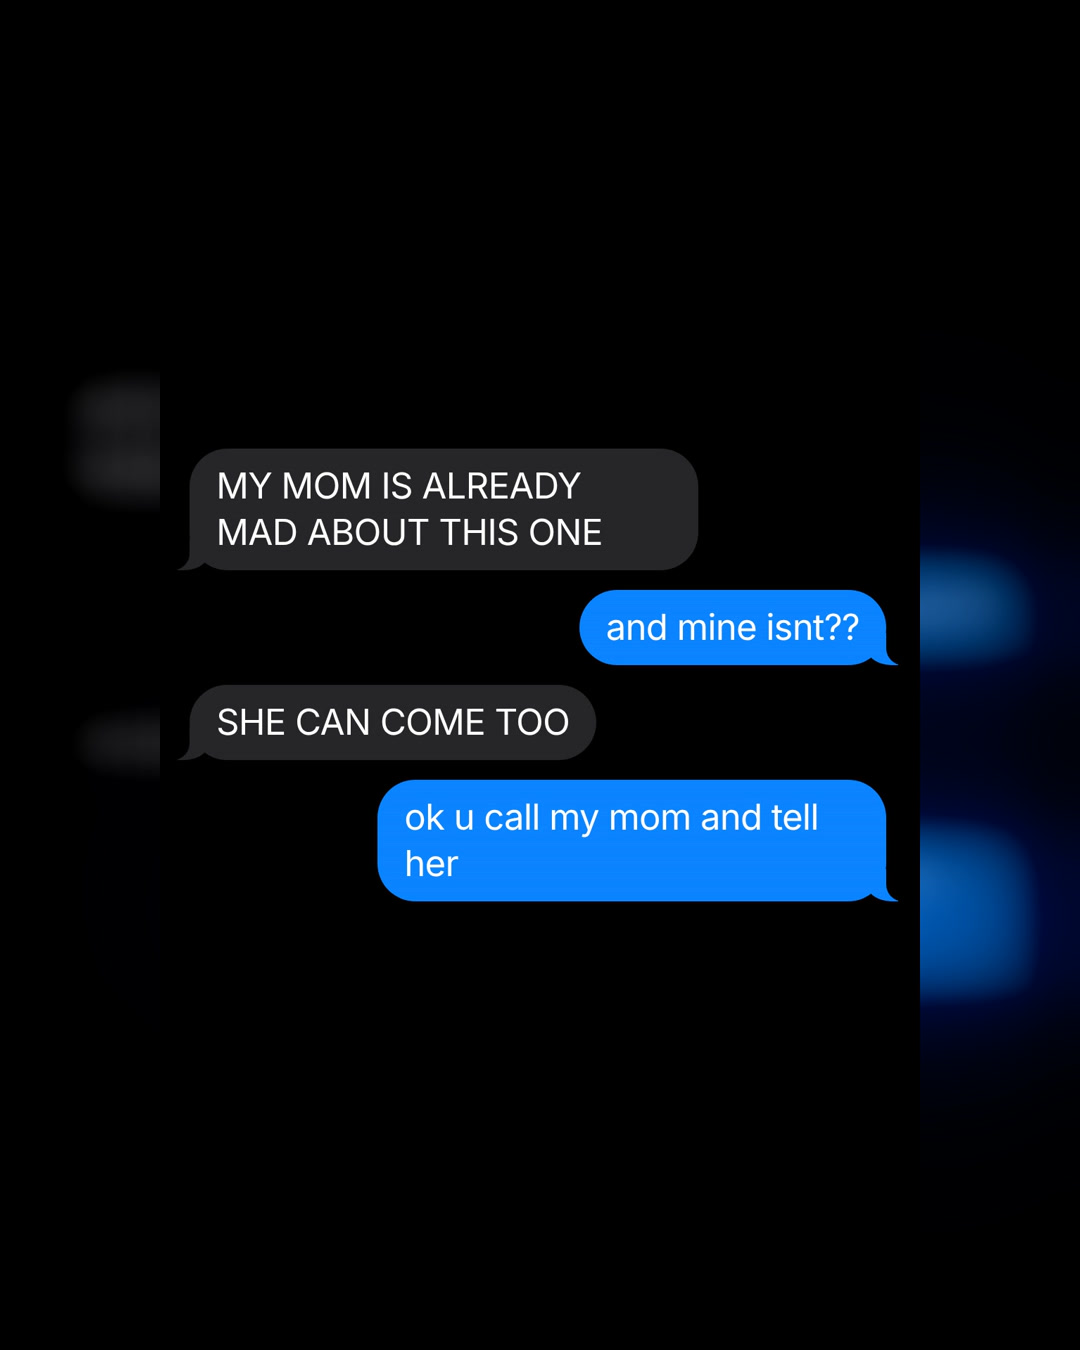 MY MOM IS ALREADY
MAD ABOUT THIS ONE
and mine isnt??
SHE CAN COME TOO
ok u call my mom and tell
her